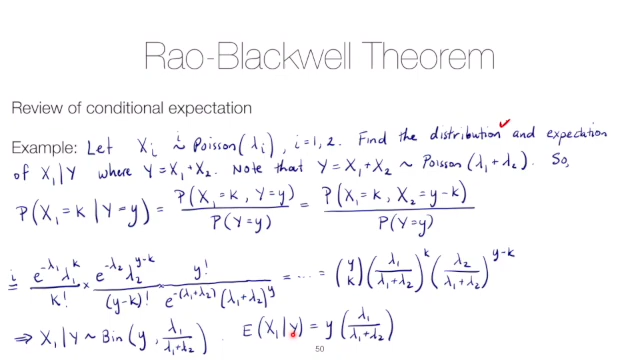 Rao-Blackwell Theorem
Review of conditional expectation
Example: Let Xᵢ ~ⁱ Poisson(λᵢ), i=1, 2. Find the distribution ✓ and expectation
of X₁|Y where Y=X₁+X₂. Note that Y=X₁+X₂ ~ Poisson(λ₁+λ₂). So,
P(X₁=k | Y=y) = P(X₁=k, Y=y) / P(Y=y) = P(X₁=k, X₂=y-k) / P(Y=y)
i= e^{-λ₁} λ₁^k / k! × e^{-λ₂} λ₂^{y-k} / (y-k)! × y! / e^{-(λ₁+λ₂)} (λ₁+λ₂)^y = ··· = (y k) (λ₁ / λ₁+λ₂)^k (λ₂ / λ₁+λ₂)^{y-k}
⇒ X₁|Y ~ Bin(y, λ₁ / λ₁+λ₂). E(X₁|Y) = y(λ₁ / λ₁+λ₂)
50